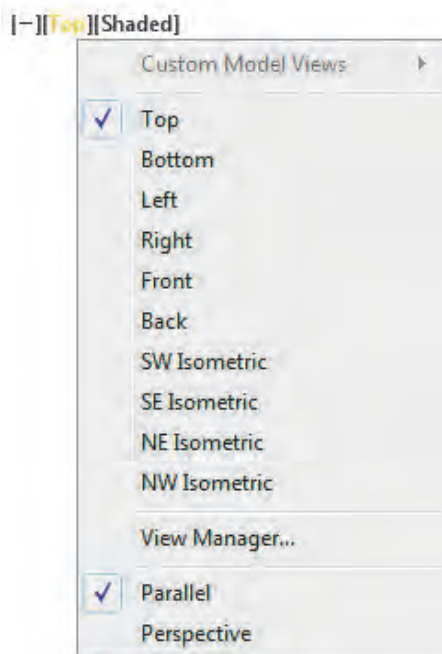 [−][Top][Shaded]
Custom Model Views
Top
Bottom
Left
Right
Front
Back
SW Isometric
SE Isometric
NE Isometric
NW Isometric
View Manager...
Parallel
Perspective